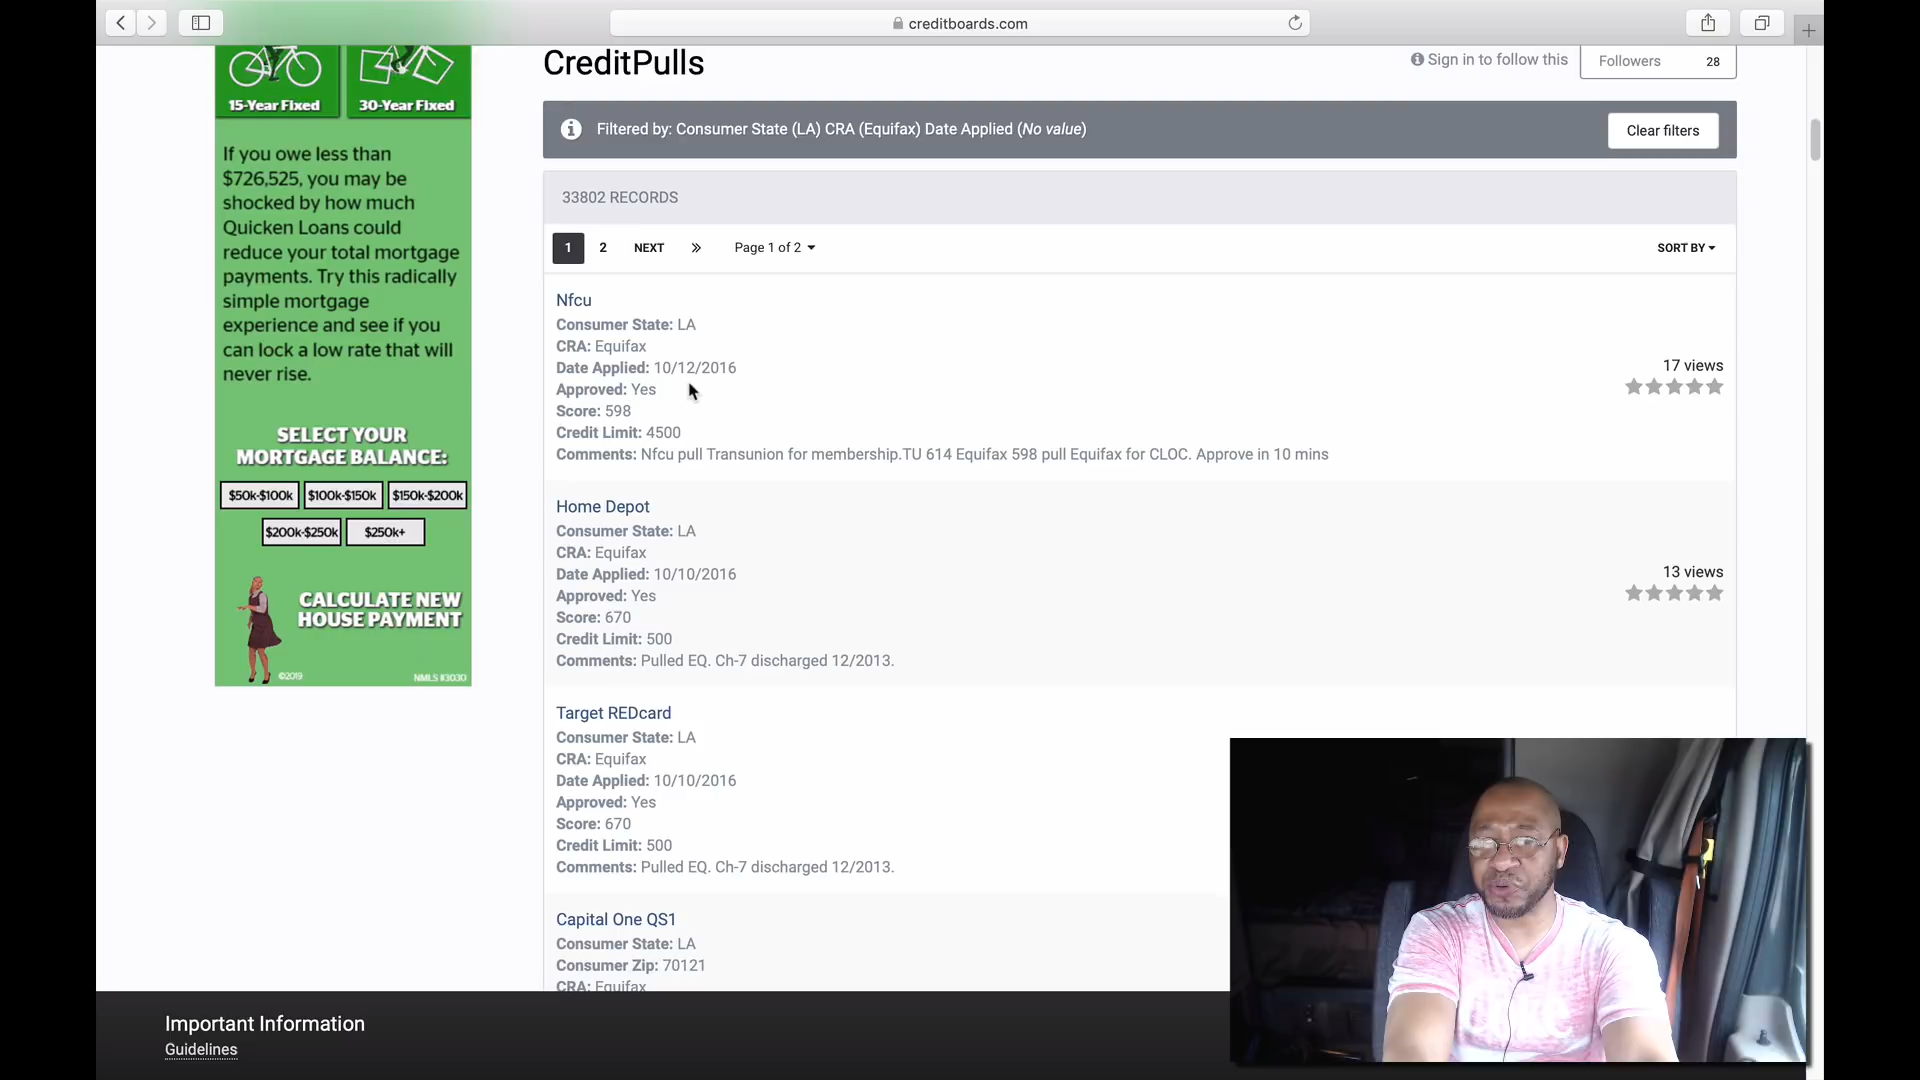 creditboards.com
15-Year Fixed
30-Year Fixed
If you owe less than
$726,525, you may be
shocked by how much
Quicken Loans could
reduce your total mortgage
payments. Try this radically
simple mortgage
experience and see if you
can lock a low rate that will
never rise.
SELECT YOUR
MORTGAGE BALANCE:
$50k-$100k
$100k-$150k
$150k-$200k
$200k-$250k
$250k+
CALCULATE NEW
HOUSE PAYMENT
©2019
NMLS #3030
CreditPulls
Sign in to follow this
Followers 28
Filtered by: Consumer State (LA) CRA (Equifax) Date Applied (No value)
Clear filters
33802 RECORDS
1 2 NEXT » Page 1 of 2
SORT BY
Nfcu
Consumer State: LA
CRA: Equifax
Date Applied: 10/12/2016
Approved: Yes
Score: 598
Credit Limit: 4500
Comments: Nfcu pull Transunion for membership.TU 614 Equifax 598 pull Equifax for CLOC. Approve in 10 mins
17 views
Home Depot
Consumer State: LA
CRA: Equifax
Date Applied: 10/10/2016
Approved: Yes
Score: 670
Credit Limit: 500
Comments: Pulled EQ. Ch-7 discharged 12/2013.
13 views
Target REDcard
Consumer State: LA
CRA: Equifax
Date Applied: 10/10/2016
Approved: Yes
Score: 670
Credit Limit: 500
Comments: Pulled EQ. Ch-7 discharged 12/2013.
Capital One QS1
Consumer State: LA
Consumer Zip: 70121
CRA: Equifax
Important Information
Guidelines